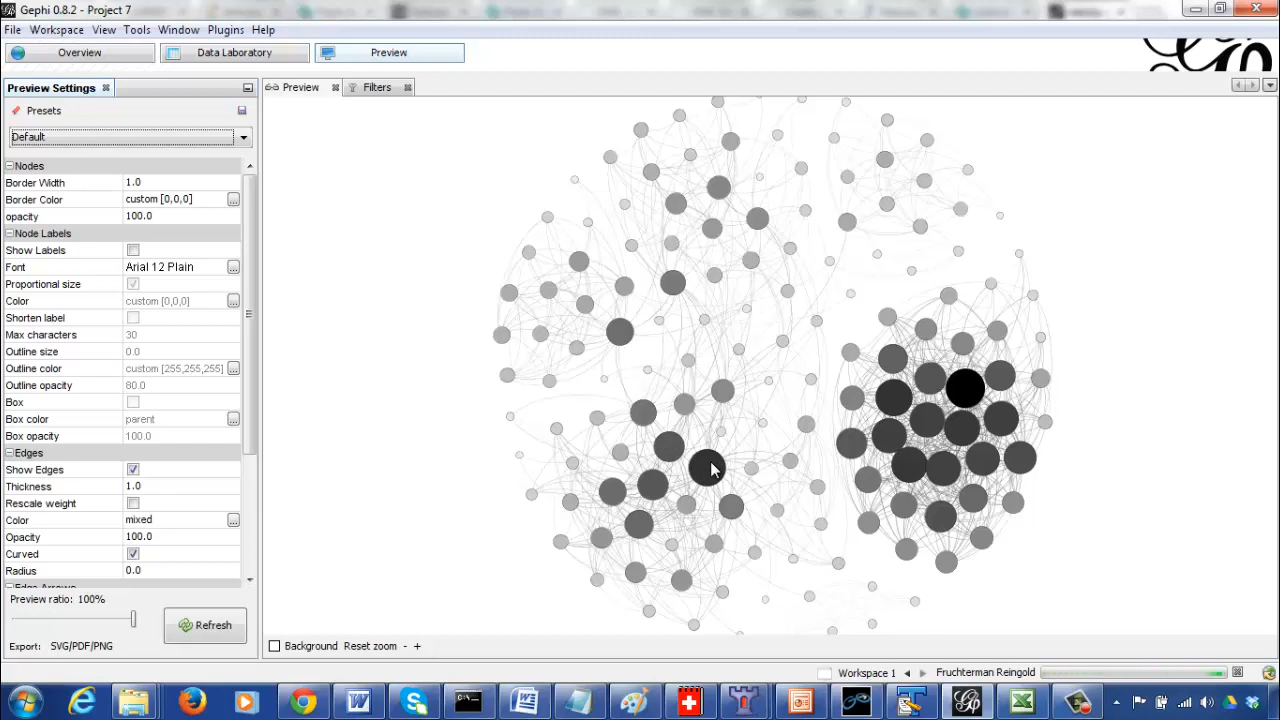 Gephi 0.8.2 - Project 7
File Workspace View Tools Window Plugins Help
Overview Data Laboratory Preview
Preview Settings
Preview Filters
Presets
Default
Nodes
Border Width 1.0
Border Color custom [0,0,0] ...
opacity 100.0
Node Labels
Show Labels
Font Arial 12 Plain ...
Proportional size
Color custom [0,0,0] ...
Shorten label
Max characters 30
Outline size 0.0
Outline color custom [255,255,255] ...
Outline opacity 80.0
Box
Box color parent ...
Box opacity 100.0
Edges
Show Edges
Thickness 1.0
Rescale weight
Color mixed ...
Opacity 100.0
Curved
Radius 0.0
Edge Arrows
Preview ratio: 100%
Refresh
Export: SVG/PDF/PNG
Background Reset zoom - +
Workspace 1 Fruchterman Reingold